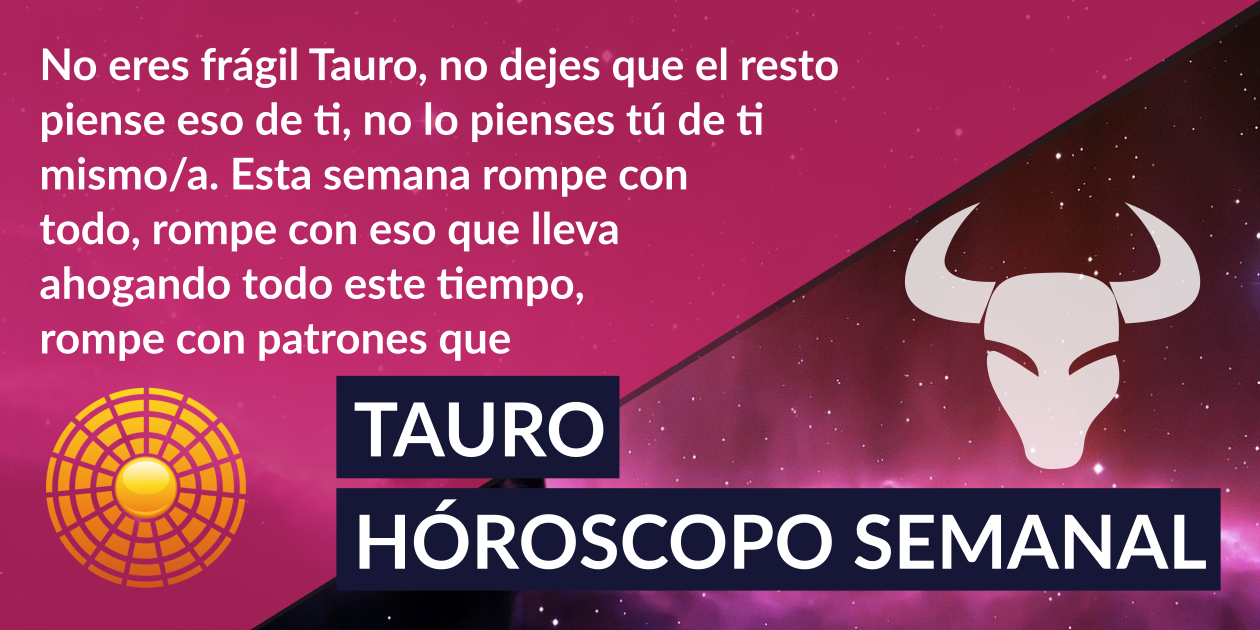 No eres frágil Tauro, no dejes que el resto
piense eso de ti, no lo pienses tú de ti
mismo/a. Esta semana rompe con
todo, rompe con eso que lleva
ahogando todo este tiempo,
rompe con patrones que
TAURO
HÓROSCOPO SEMANAL